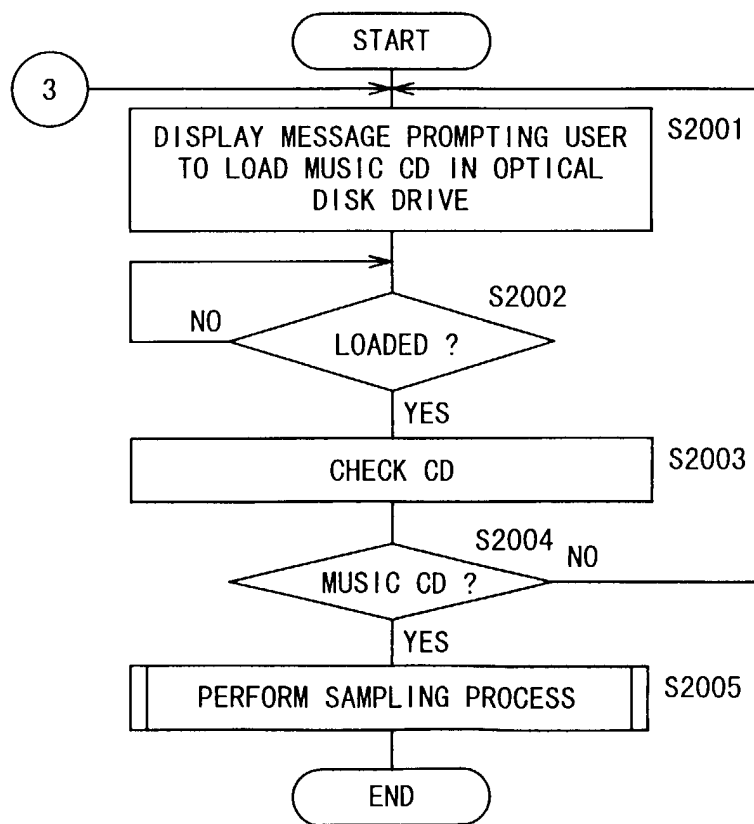 START
3
DISPLAY MESSAGE PROMPTING USER
TO LOAD MUSIC CD IN OPTICAL
DISK DRIVE
S2001
S2002
NO
LOADED ?
YES
CHECK CD
S2003
S2004
NO
MUSIC CD ?
YES
PERFORM SAMPLING PROCESS
S2005
END